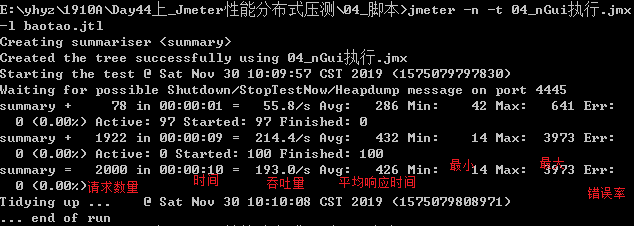 E:\yhyz\1910A\Day44上_Jmeter性能分布式压测\04_脚本>jmeter -n -t 04_nGui执行.jmx
-l baotao.jtl
Creating summariser <summary>
Created the tree successfully using 04_nGui执行.jmx
Starting the test @ Sat Nov 30 10:09:57 CST 2019 (1575079797830)
Waiting for possible Shutdown/StopTestNow/Heapdump message on port 4445
summary +     78 in 00:00:01 =   55.8/s Avg:   286 Min:    42 Max:   641 Err:
   0 (0.00%) Active: 97 Started: 97 Finished: 0
summary +   1922 in 00:00:09 =  214.4/s Avg:   432 Min:    14 Max:  3973 Err:
   0 (0.00%) Active: 0 Started: 100 Finished: 100
最小 最大
summary =   2000 in 00:00:10 =  193.0/s Avg:   426 Min:    14 Max:  3973 Err:
   0 (0.00%)
请求数量 时间 吞吐量 平均响应时间 错误率
Tidying up ...    @ Sat Nov 30 10:10:08 CST 2019 (1575079808971)
... end of run